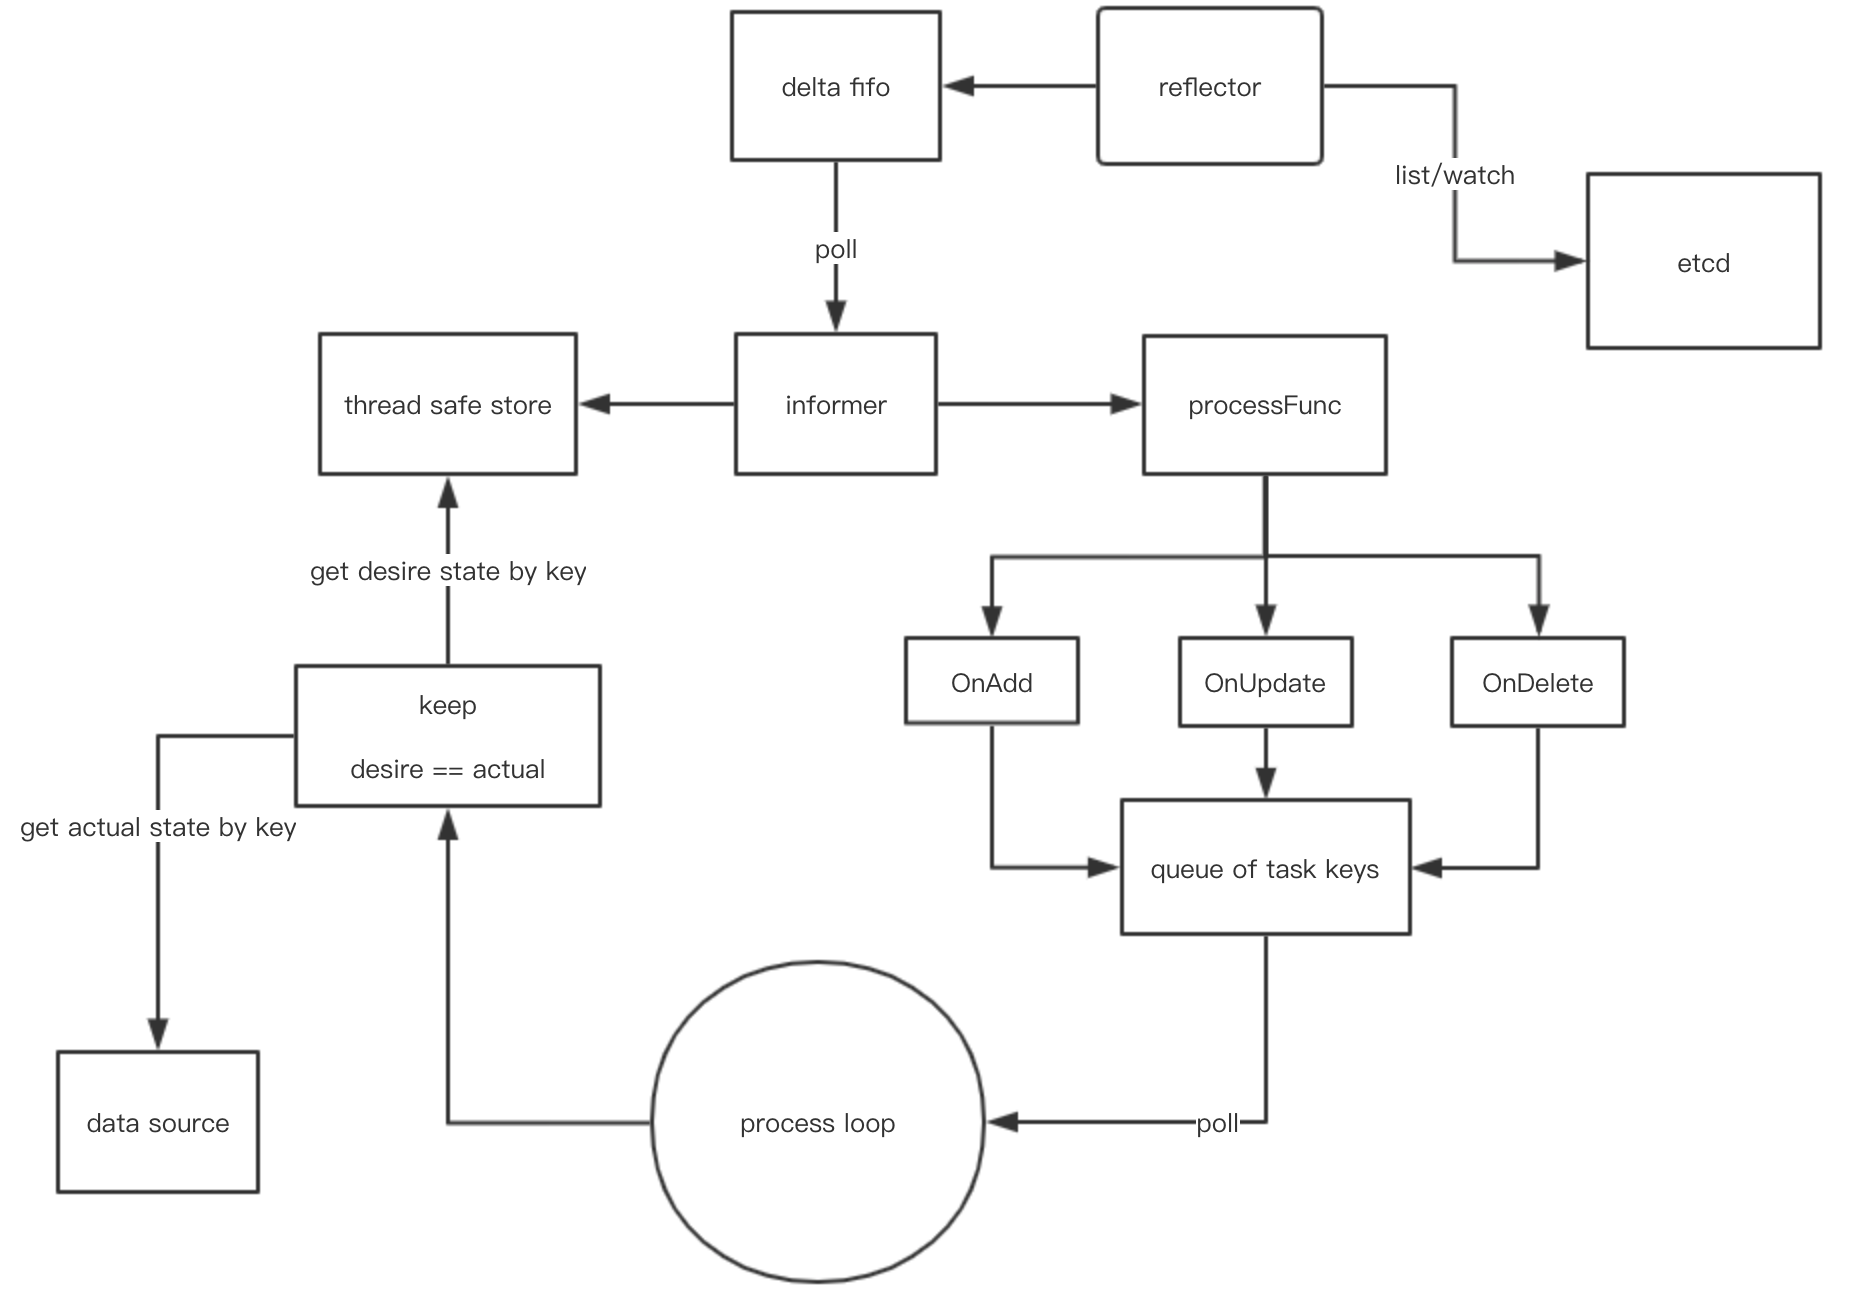 delta fifo
reflector
list/watch
etcd
poll
thread safe store
informer
processFunc
get desire state by key
keep
desire == actual
OnAdd
OnUpdate
OnDelete
get actual state by key
queue of task keys
data source
process loop
poll